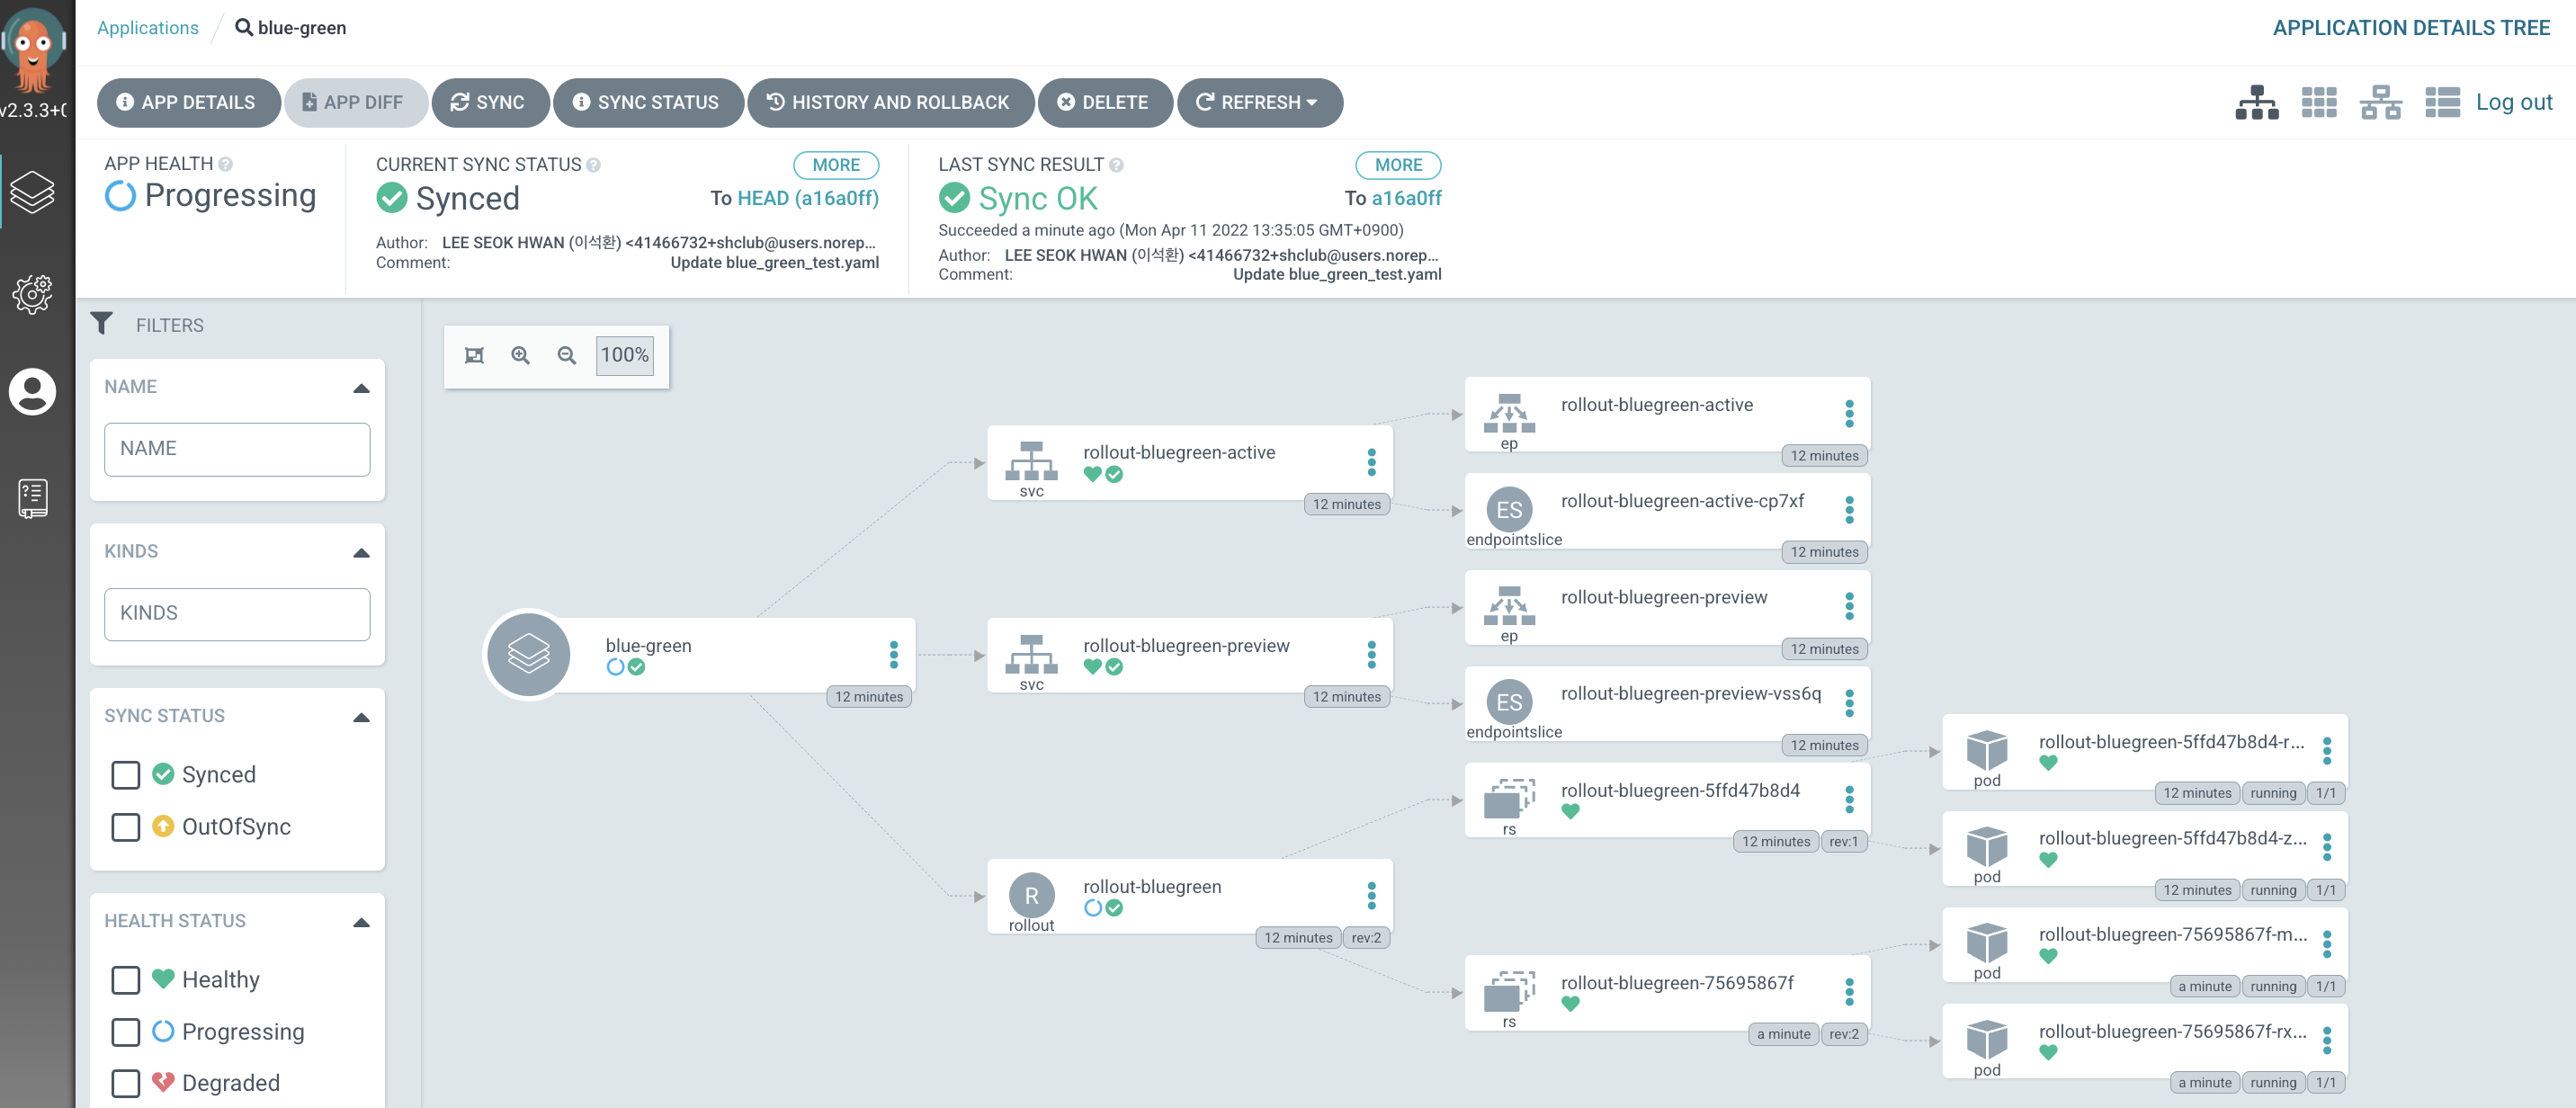 Applications / blue-green
APPLICATION DETAILS TREE
v2.3.3+0
APP DETAILS
APP DIFF
SYNC
SYNC STATUS
HISTORY AND ROLLBACK
DELETE
REFRESH
Log out
APP HEALTH
Progressing
CURRENT SYNC STATUS
MORE
Synced
To HEAD (a16a0ff)
Author: LEE SEOK HWAN (이석환) <41466732+shclub@users.norep...
Comment: Update blue_green_test.yaml
LAST SYNC RESULT
MORE
Sync OK
To a16a0ff
Succeeded a minute ago (Mon Apr 11 2022 13:35:05 GMT+0900)
Author: LEE SEOK HWAN (이석환) <41466732+shclub@users.norep...
Comment: Update blue_green_test.yaml
FILTERS
NAME
NAME
KINDS
KINDS
SYNC STATUS
Synced
OutOfSync
HEALTH STATUS
Healthy
Progressing
Degraded
100%
blue-green
12 minutes
rollout-bluegreen-active
svc
12 minutes
rollout-bluegreen-preview
svc
12 minutes
R
rollout-bluegreen
rollout
12 minutes rev:2
rollout-bluegreen-active
ep
12 minutes
ES
rollout-bluegreen-active-cp7xf
endpointslice
12 minutes
rollout-bluegreen-preview
ep
12 minutes
ES
rollout-bluegreen-preview-vss6q
endpointslice
12 minutes
rollout-bluegreen-5ffd47b8d4
rs
12 minutes rev:1
rollout-bluegreen-75695867f
rs
a minute rev:2
rollout-bluegreen-5ffd47b8d4-r...
pod
12 minutes running 1/1
rollout-bluegreen-5ffd47b8d4-z...
pod
12 minutes running 1/1
rollout-bluegreen-75695867f-m...
pod
a minute running 1/1
rollout-bluegreen-75695867f-rx...
pod
a minute running 1/1